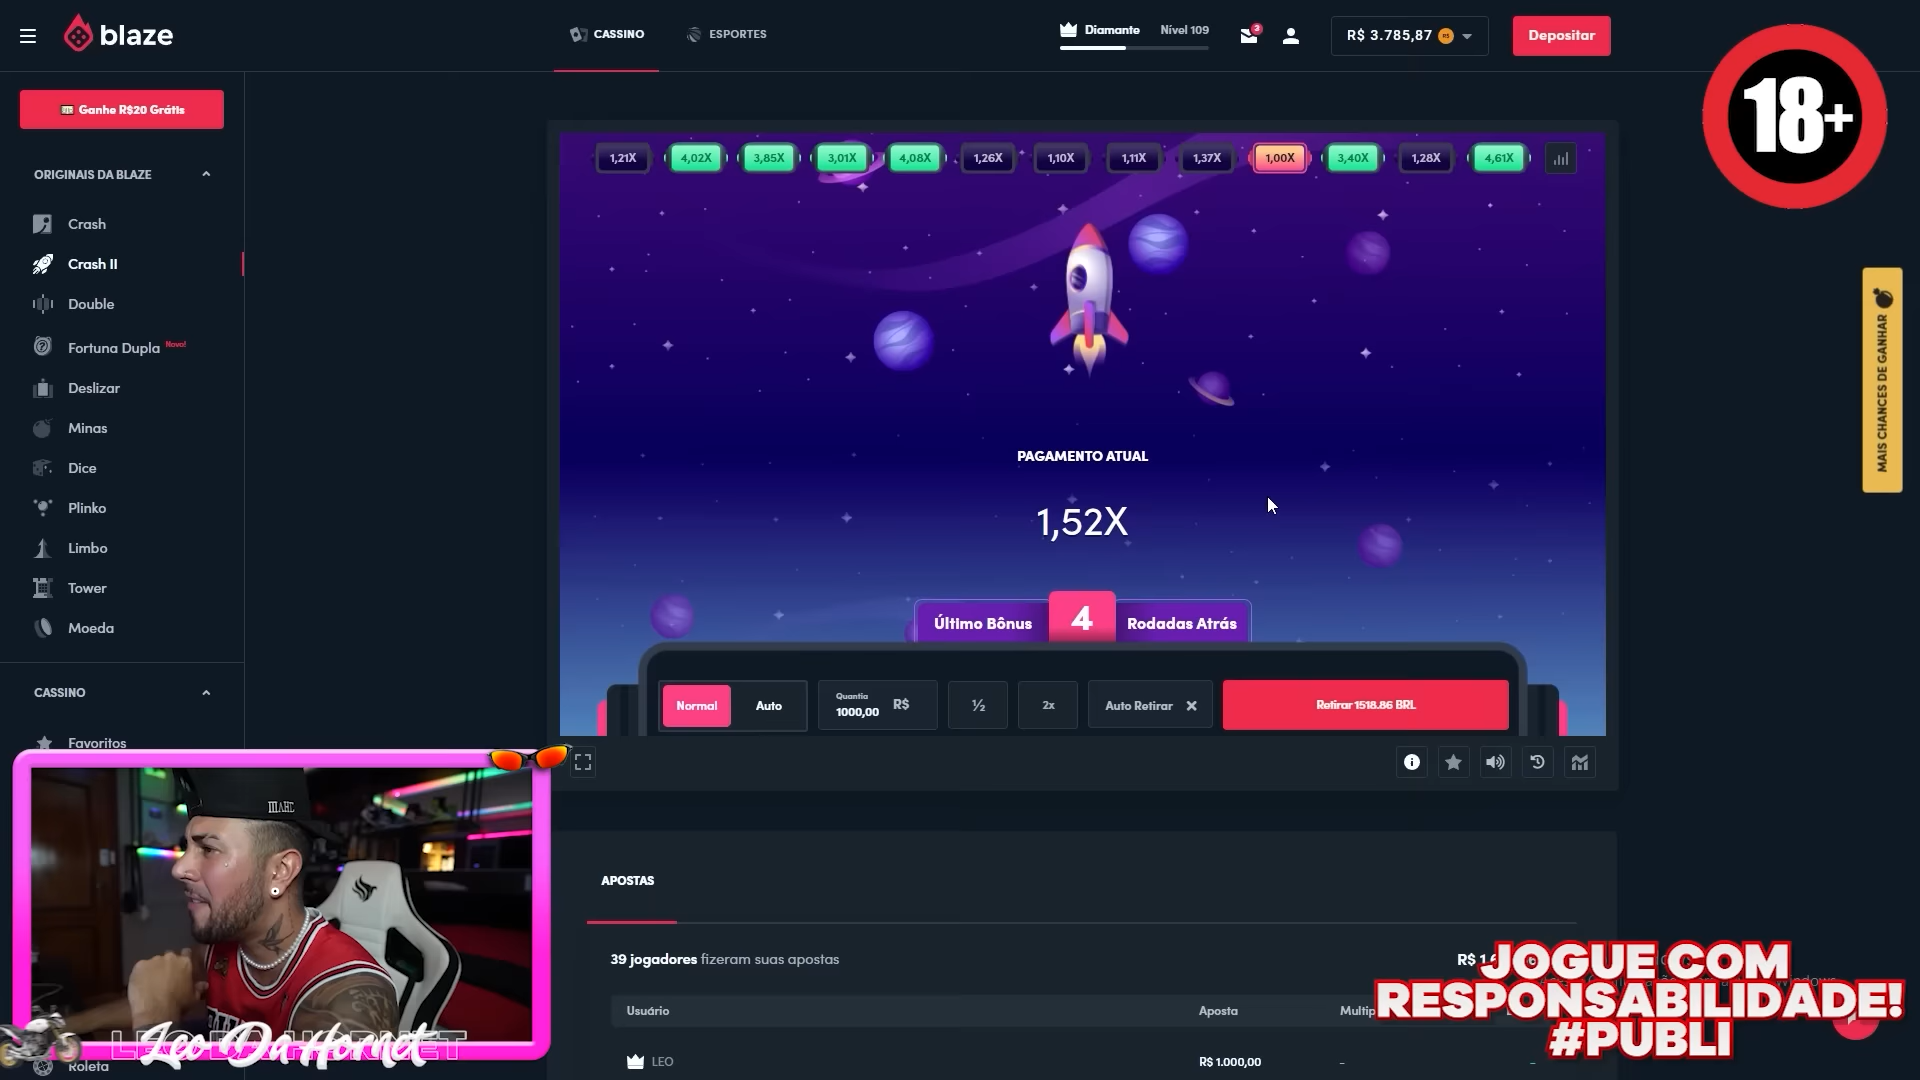 blaze
CASSINO
ESPORTES
Diamante
Nível 109
3
R$ 3.785,87
R$
Depositar
18+
Ganhe R$20 Grátis
ORIGINAIS DA BLAZE
Crash
Crash II
Double
Fortuna Dupla Novo!
Deslizar
Minas
Dice
Plinko
Limbo
Tower
Moeda
CASSINO
Favoritos
Roleta
1,21X
4,02X
3,85X
3,01X
4,08X
1,26X
1,10X
1,11X
1,37X
1,00X
3,40X
1,28X
4,61X
PAGAMENTO ATUAL
1,52X
Último Bônus
4
Rodadas Atrás
Normal
Auto
Quantia
1000,00
R$
½
2x
Auto Retirar
Retirar 1518.86 BRL
MAIS CHANCES DE GANHAR
APOSTAS
39 jogadores fizeram suas apostas
R$
Usuário
Aposta
LEO
R$ 1.000,00
-
-
Leo Da Hornet
JOGUE COM
RESPONSABILIDADE!
#PUBLI